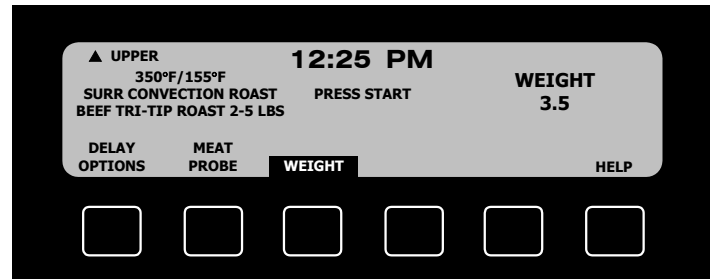 ▲ UPPER
12:25 PM
350°F/155°F
SURR CONVECTION ROAST
BEEF TRI-TIP ROAST 2-5 LBS
PRESS START
WEIGHT
3.5
DELAY
OPTIONS
MEAT
PROBE
WEIGHT
HELP